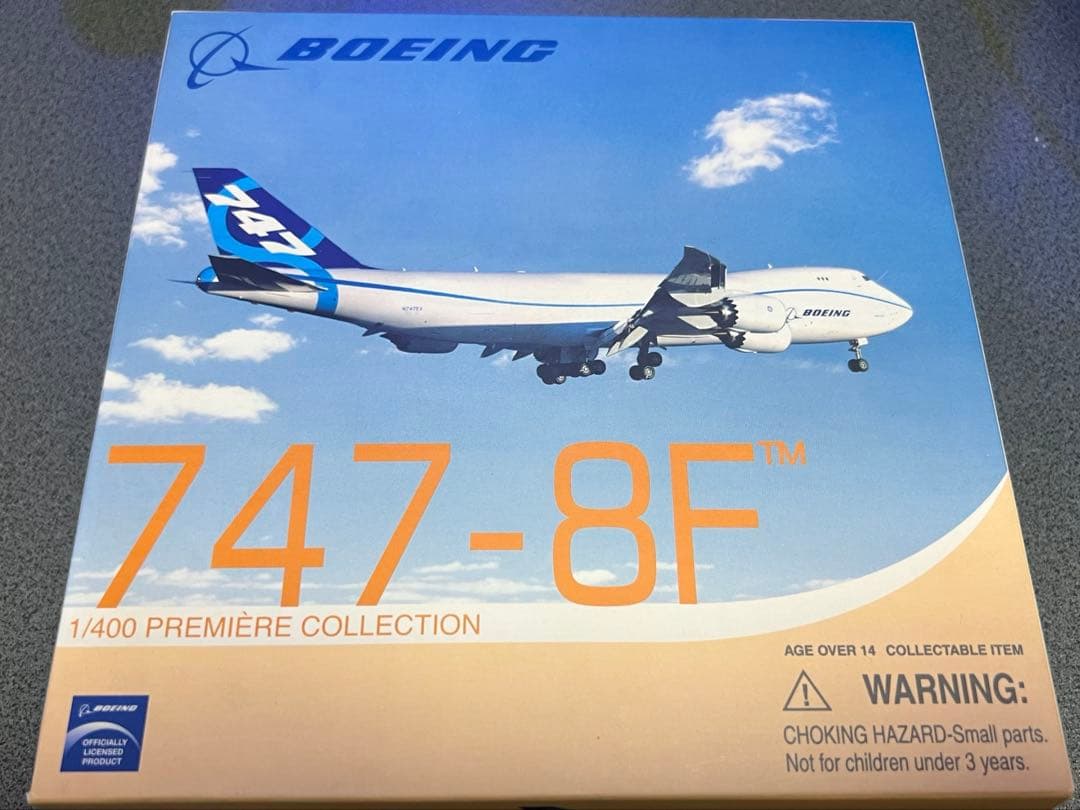 BOEING
747
N747EX
BOEING
747-8F™
1/400 PREMIÈRE COLLECTION
AGE OVER 14 COLLECTABLE ITEM
WARNING:
CHOKING HAZARD-Small parts.
Not for children under 3 years.
BOEING
OFFICIALLY
LICENSED
PRODUCT